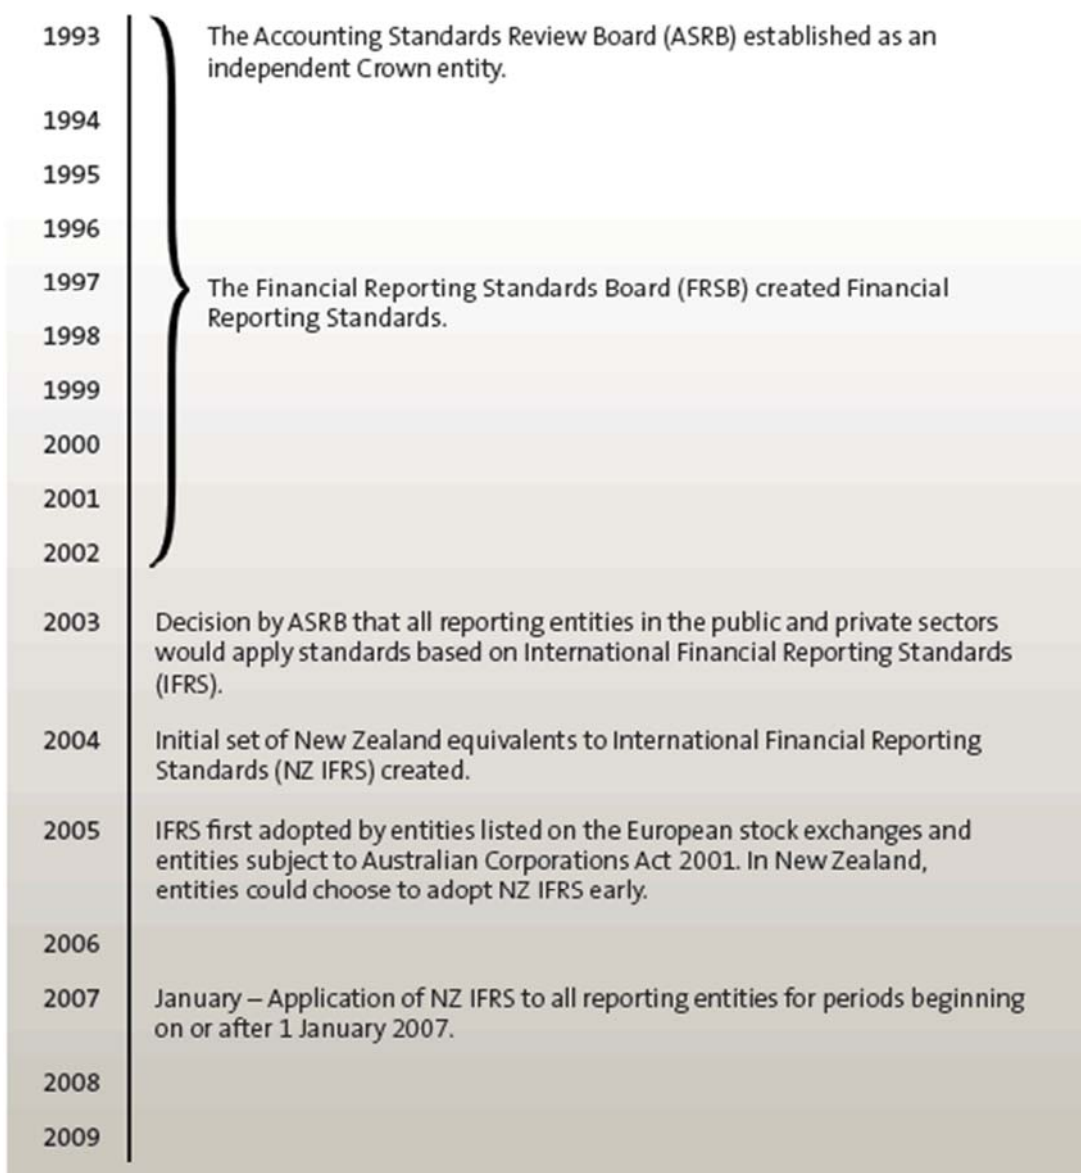 1993 The Accounting Standards Review Board (ASRB) established as an
independent Crown entity.
1994
1995
1996
1997 The Financial Reporting Standards Board (FRSB) created Financial
Reporting Standards.
1998
1999
2000
2001
2002
2003 Decision by ASRB that all reporting entities in the public and private sectors
would apply standards based on International Financial Reporting Standards
(IFRS).
2004 Initial set of New Zealand equivalents to International Financial Reporting
Standards (NZ IFRS) created.
2005 IFRS first adopted by entities listed on the European stock exchanges and
entities subject to Australian Corporations Act 2001. In New Zealand,
entities could choose to adopt NZ IFRS early.
2006
2007 January – Application of NZ IFRS to all reporting entities for periods beginning
on or after 1 January 2007.
2008
2009